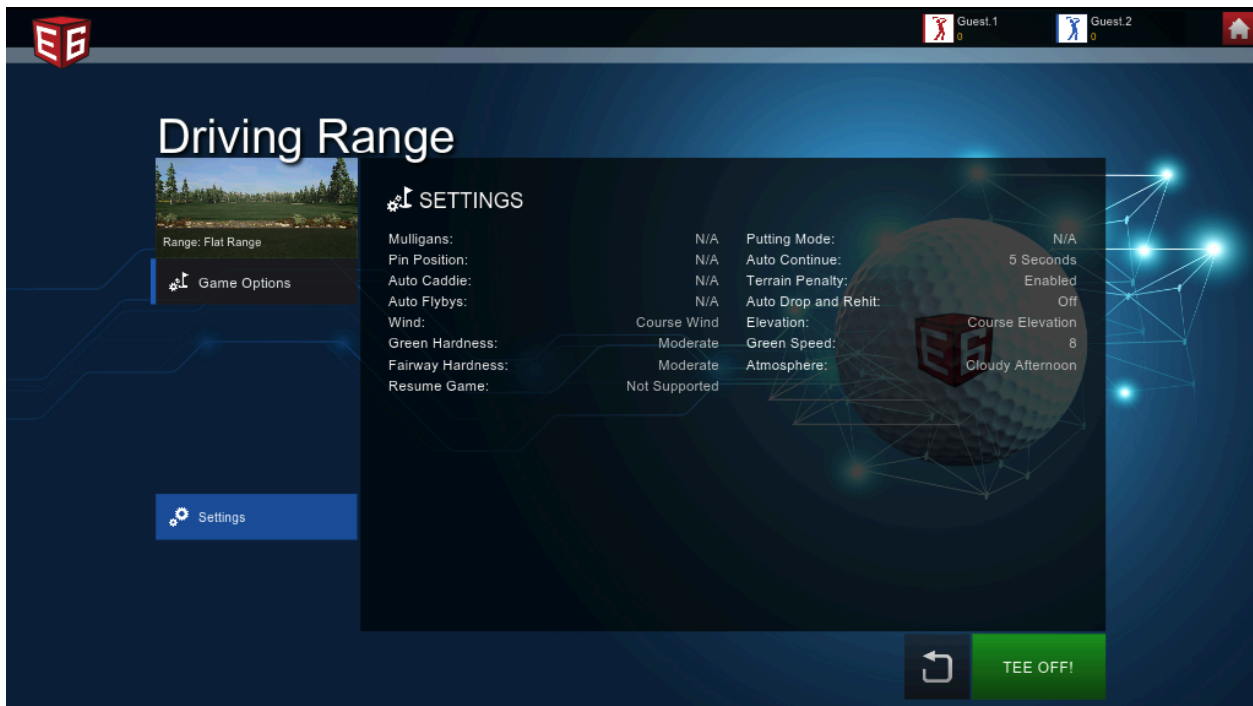 E6
Guest.1
0
Guest.2
0
Driving Range
Range: Flat Range
Game Options
Settings
SETTINGS
Mulligans: N/A
Pin Position: N/A
Auto Caddie: N/A
Auto Flybys: N/A
Wind: Course Wind
Green Hardness: Moderate
Fairway Hardness: Moderate
Resume Game: Not Supported
Putting Mode: N/A
Auto Continue: 5 Seconds
Terrain Penalty: Enabled
Auto Drop and Rehit: Off
Elevation: Course Elevation
Green Speed: 8
Atmosphere: Cloudy Afternoon
E6
TEE OFF!